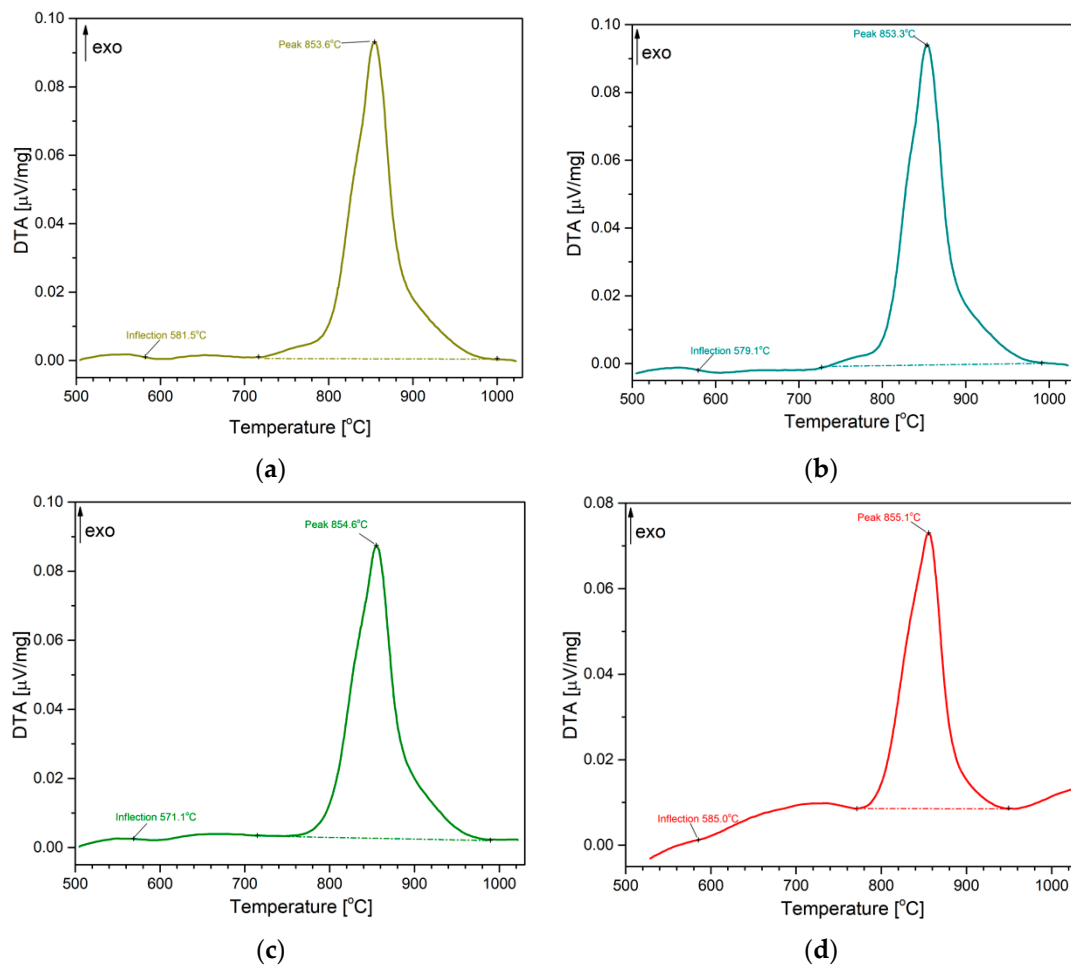 exo
Peak 853.6°C
Inflection 581.5°C
DTA [μV/mg]
0.10
0.08
0.06
0.04
0.02
0.00
500 600 700 800 900 1000
Temperature [°C]
(a)
exo
Peak 853.3°C
Inflection 579.1°C
DTA [μV/mg]
0.10
0.08
0.06
0.04
0.02
0.00
500 600 700 800 900 1000
Temperature [°C]
(b)
exo
Peak 854.6°C
Inflection 571.1°C
DTA [μV/mg]
0.10
0.08
0.06
0.04
0.02
0.00
500 600 700 800 900 1000
Temperature [°C]
(c)
exo
Peak 855.1°C
Inflection 585.0°C
DTA [μV/mg]
0.08
0.06
0.04
0.02
0.00
500 600 700 800 900 1000
Temperature [°C]
(d)